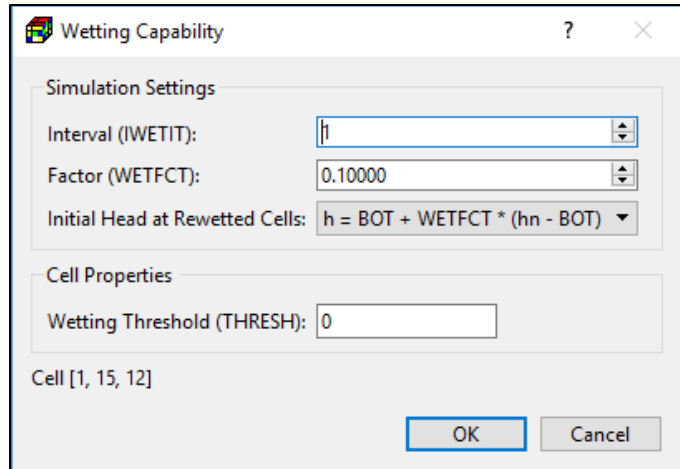 Wetting Capability ?
Simulation Settings
Interval (IWETIT): 1
Factor (WETFCT): 0.10000
Initial Head at Rewetted Cells: h = BOT + WETFCT * (hn - BOT)
Cell Properties
Wetting Threshold (THRESH): 0
Cell [1, 15, 12]
OK Cancel